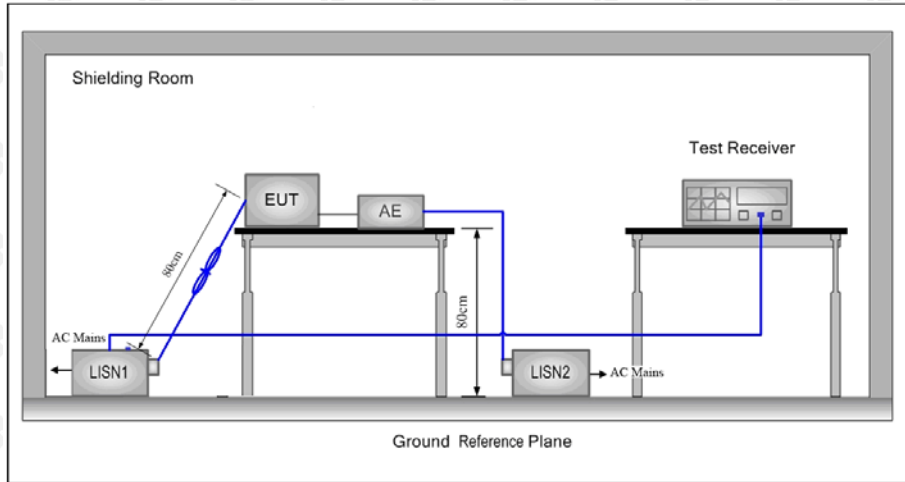 Shielding Room
Test Receiver
EUT
AE
80cm
80cm
AC Mains
LISN1
LISN2
AC Mains
Ground Reference Plane